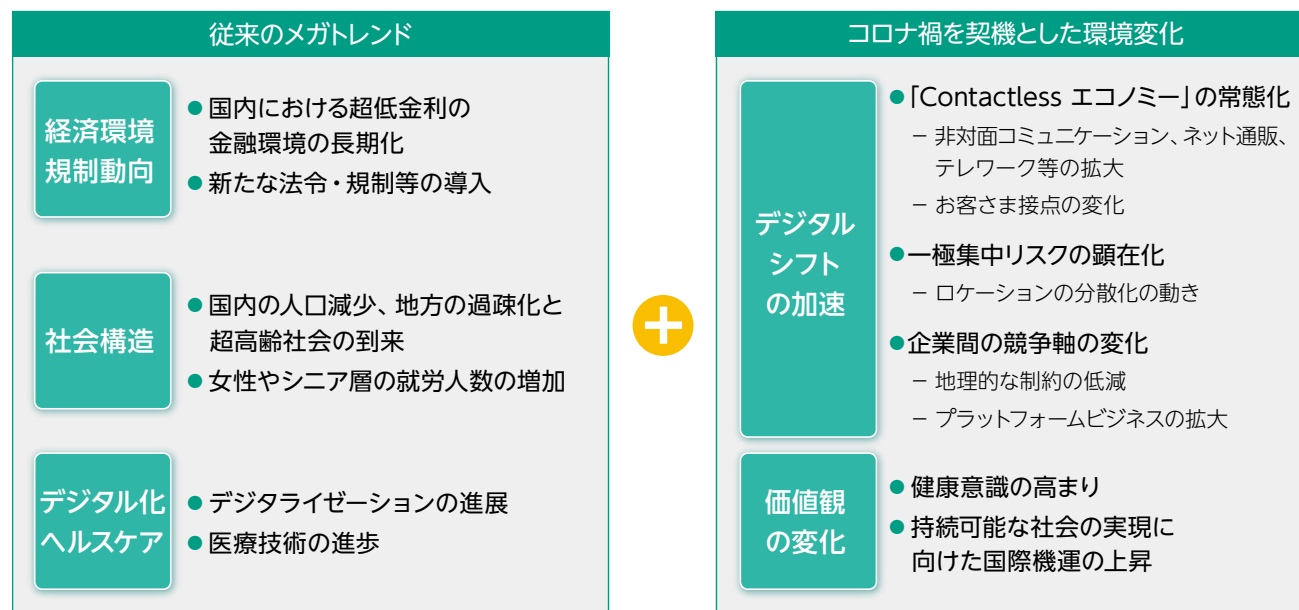 従来のメガトレンド
経済環境
規制動向
●国内における超低金利の
金融環境の長期化
●新たな法令・規制等の導入
社会構造
●国内の人口減少、地方の過疎化と
超高齢社会の到来
●女性やシニア層の就労人数の増加
デジタル化
ヘルスケア
●デジタライゼーションの進展
●医療技術の進歩
コロナ禍を契機とした環境変化
デジタル
シフト
の加速
●「Contactless エコノミー」の常態化
− 非対面コミュニケーション、ネット通販、
テレワーク等の拡大
− お客さま接点の変化
●一極集中リスクの顕在化
− ロケーションの分散化の動き
●企業間の競争軸の変化
− 地理的な制約の低減
− プラットフォームビジネスの拡大
価値観
の変化
●健康意識の高まり
●持続可能な社会の実現に
向けた国際機運の上昇